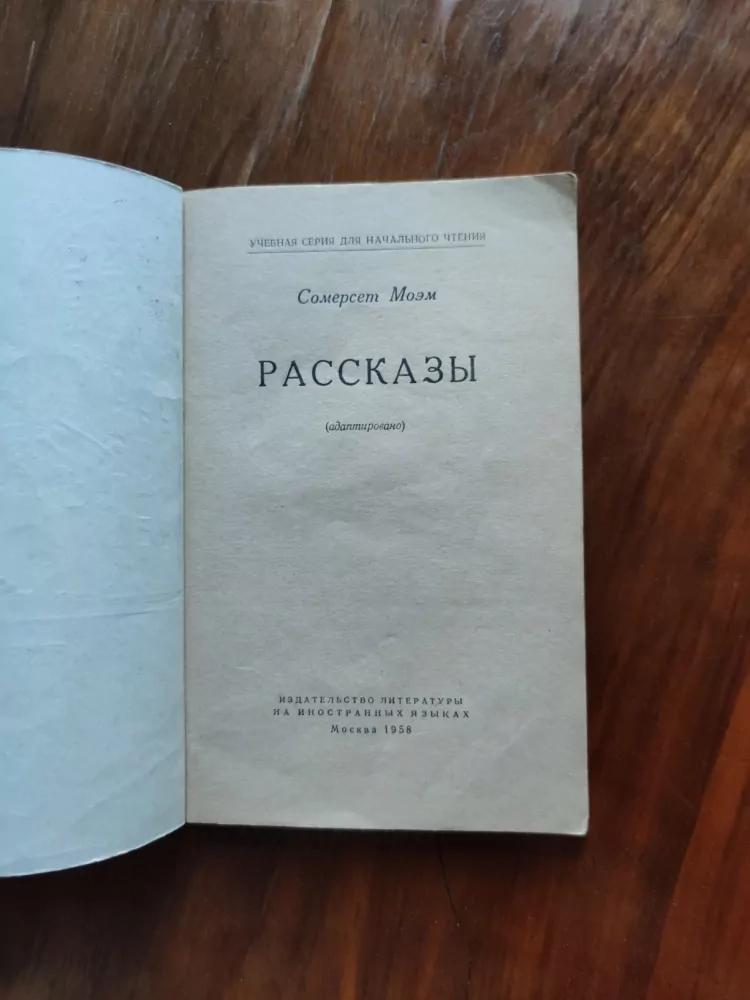 УЧЕБНАЯ СЕРИЯ ДЛЯ НАЧАЛЬНОГО ЧТЕНИЯ
Сомерсет Моэм
РАССКАЗЫ
(адаптировано)
ИЗДАТЕЛЬСТВО ЛИТЕРАТУРЫ
НА ИНОСТРАННЫХ ЯЗЫКАХ
Москва 1958